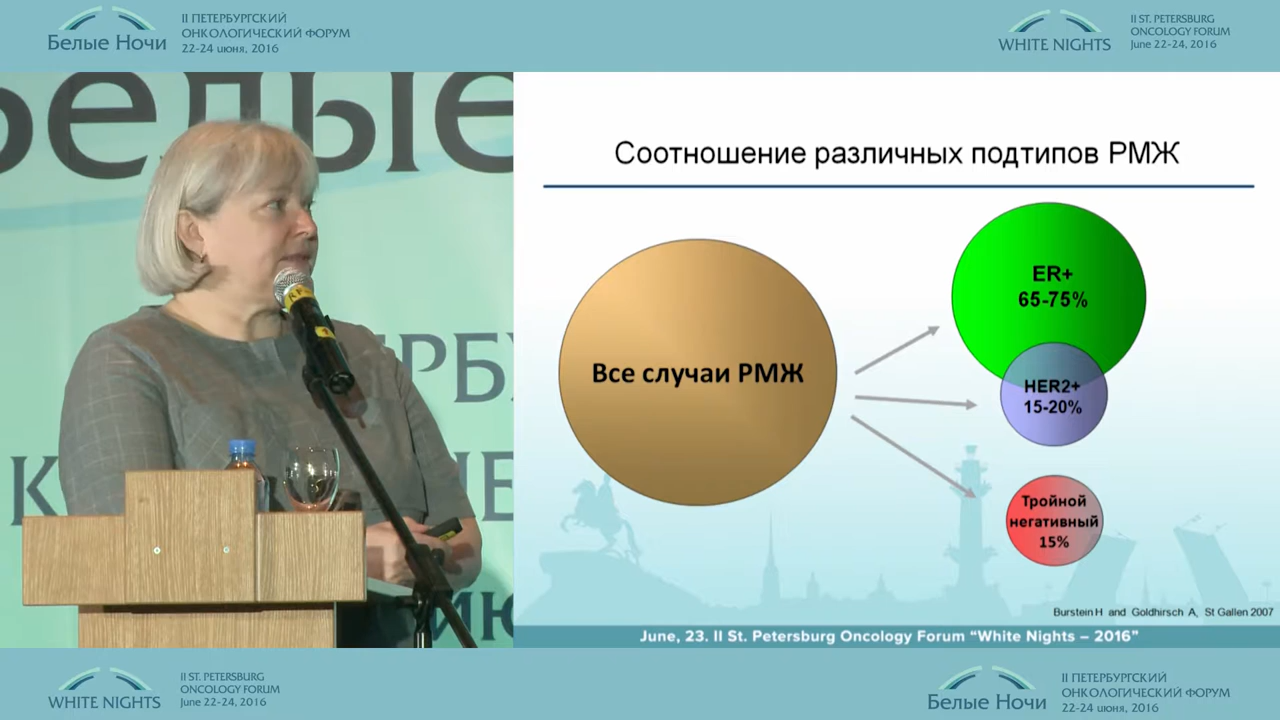 Белые Ночи
II ПЕТЕРБУРГСКИЙ
ОНКОЛОГИЧЕСКИЙ ФОРУМ
22-24 июня, 2016
WHITE NIGHTS
II ST. PETERSBURG
ONCOLOGY FORUM
June 22-24, 2016
Соотношение различных подтипов РМЖ
Все случаи РМЖ
ER+
65-75%
HER2+
15-20%
Тройной
негативный
15%
Burstein H and Goldhirsch A, St Gallen 2007
June, 23. II St. Petersburg Oncology Forum “White Nights – 2016”
WHITE NIGHTS
II ST. PETERSBURG
ONCOLOGY FORUM
June 22-24, 2016
Белые Ночи
II ПЕТЕРБУРГСКИЙ
ОНКОЛОГИЧЕСКИЙ ФОРУМ
22-24 июня, 2016